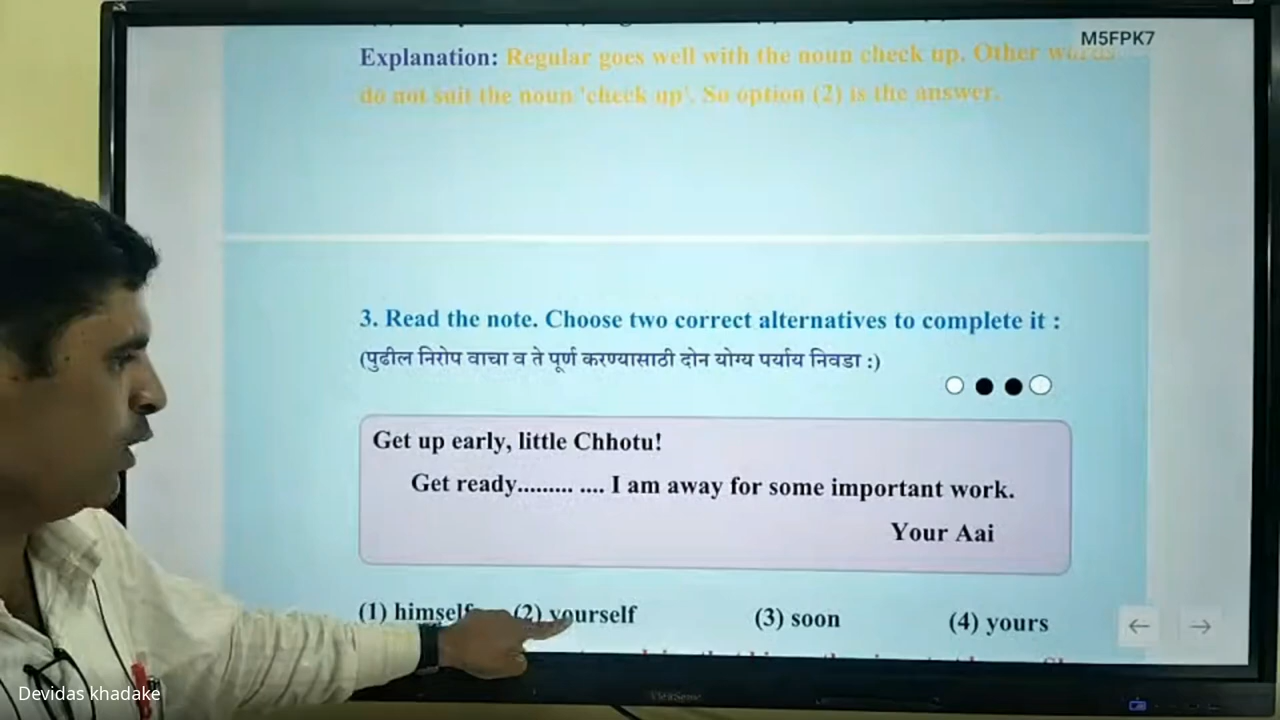 M5FPK7
Explanation: Regular goes well with the noun check up. Other words
do not suit the noun 'check up'. So option (2) is the answer.
3. Read the note. Choose two correct alternatives to complete it :
(पुढील निरोप वाचा व ते पूर्ण करण्यासाठी दोन योग्य पर्याय निवडा :)
Get up early, little Chhotu!
Get ready......... .... I am away for some important work.
Your Aai
(1) himself (2) yourself (3) soon (4) yours
ViewSonic
Devidas khadake